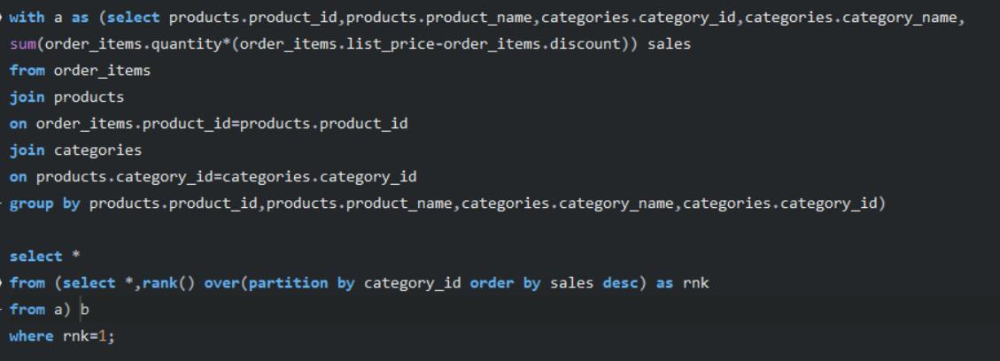 with a as (select products.product_id,products.product_name,categories.category_id,categories.category_name,
sum(order_items.quantity*(order_items.list_price-order_items.discount)) sales
from order_items
join products
on order_items.product_id=products.product_id
join categories
on products.category_id=categories.category_id
group by products.product_id,products.product_name,categories.category_name,categories.category_id)
select *
from (select *,rank() over(partition by category_id order by sales desc) as rnk
from a) b
where rnk=1;